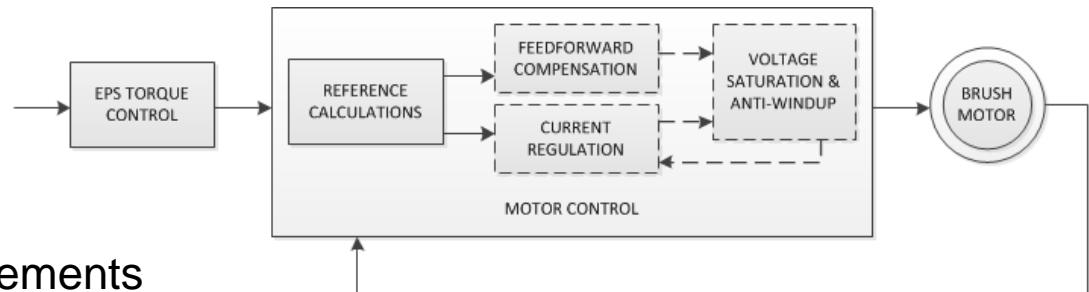 EPS TORQUE
CONTROL
REFERENCE
CALCULATIONS
FEEDFORWARD
COMPENSATION
CURRENT
REGULATION
VOLTAGE
SATURATION &
ANTI-WINDUP
BRUSH
MOTOR
MOTOR CONTROL
ements